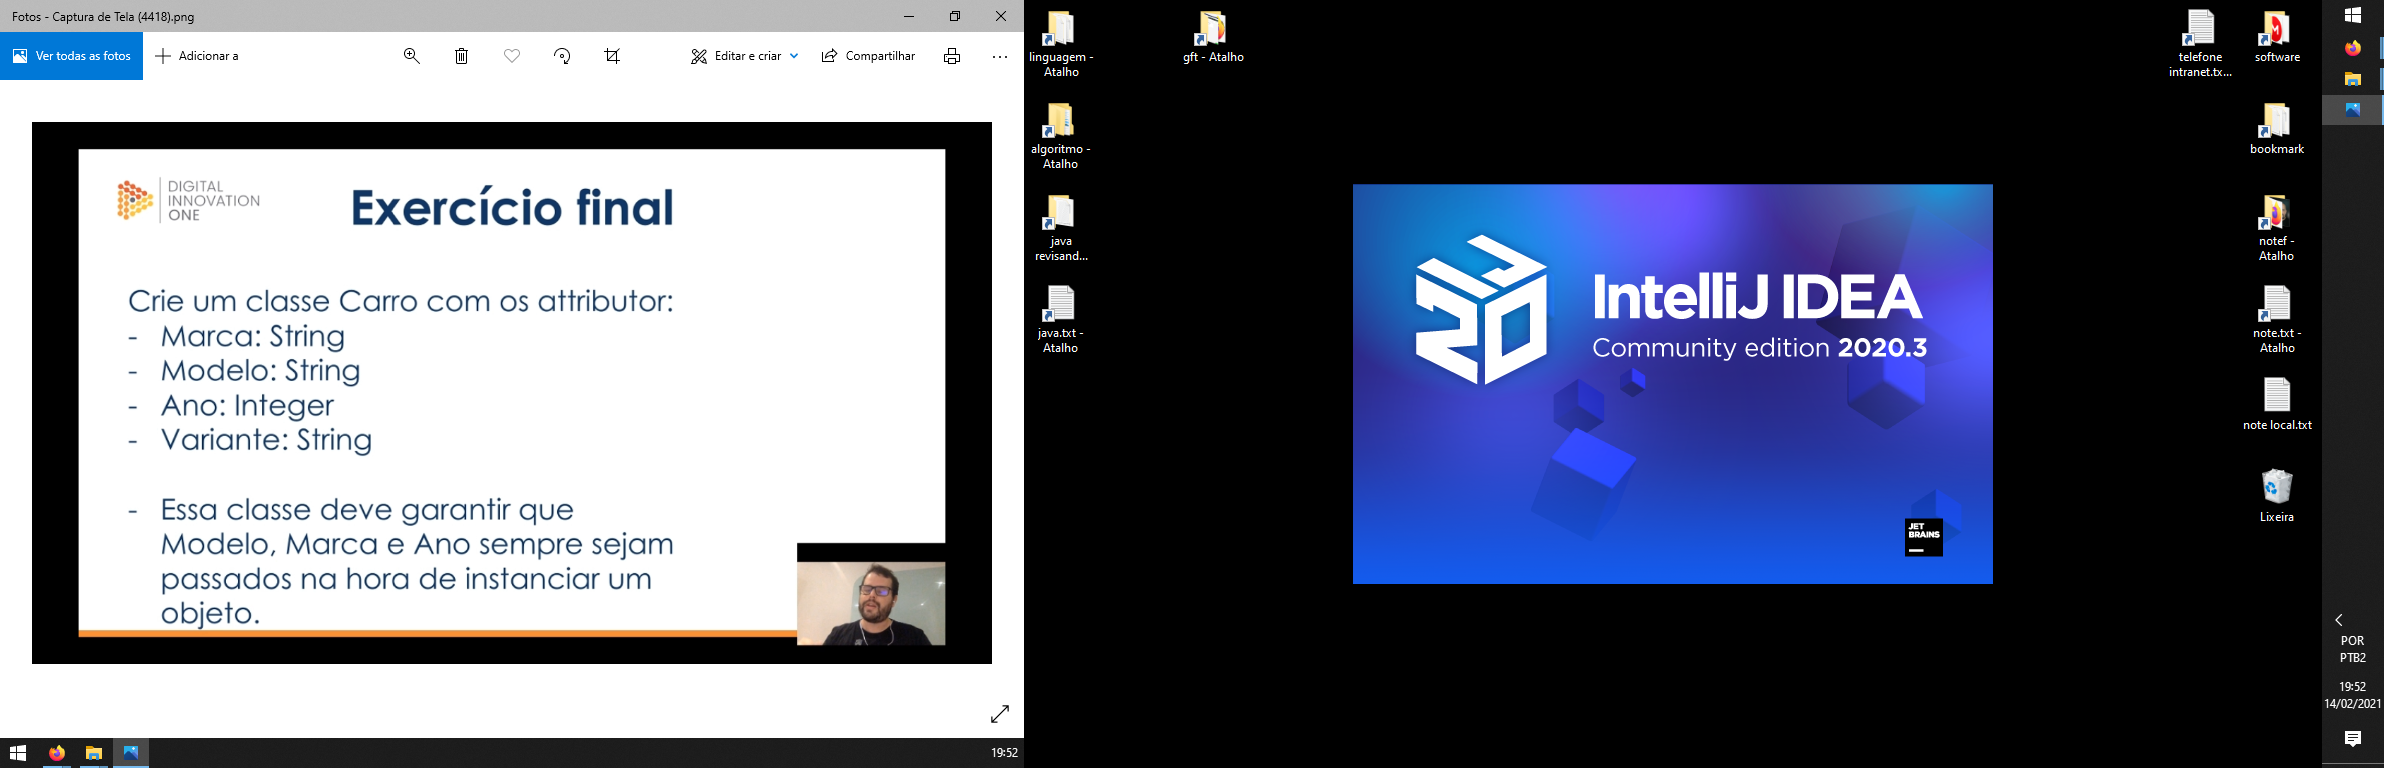 Fotos - Captura de Tela (4418).png
Ver todas as fotos
Adicionar a
Editar e criar
Compartilhar
DIGITAL
INNOVATION
ONE
Exercício final
Crie um classe Carro com os attributor:
- Marca: String
- Modelo: String
- Ano: Integer
- Variante: String
- Essa classe deve garantir que
Modelo, Marca e Ano sempre sejam
passados na hora de instanciar um
objeto.
19:52
linguagem -
Atalho
gft - Atalho
algoritmo -
Atalho
java
revisand...
java.txt -
Atalho
IJ
20
IntelliJ IDEA
Community edition 2020.3
JET
BRAINS
telefone
intranet.tx...
software
bookmark
notef -
Atalho
note.txt -
Atalho
note local.txt
Lixeira
POR
PTB2
19:52
14/02/2021